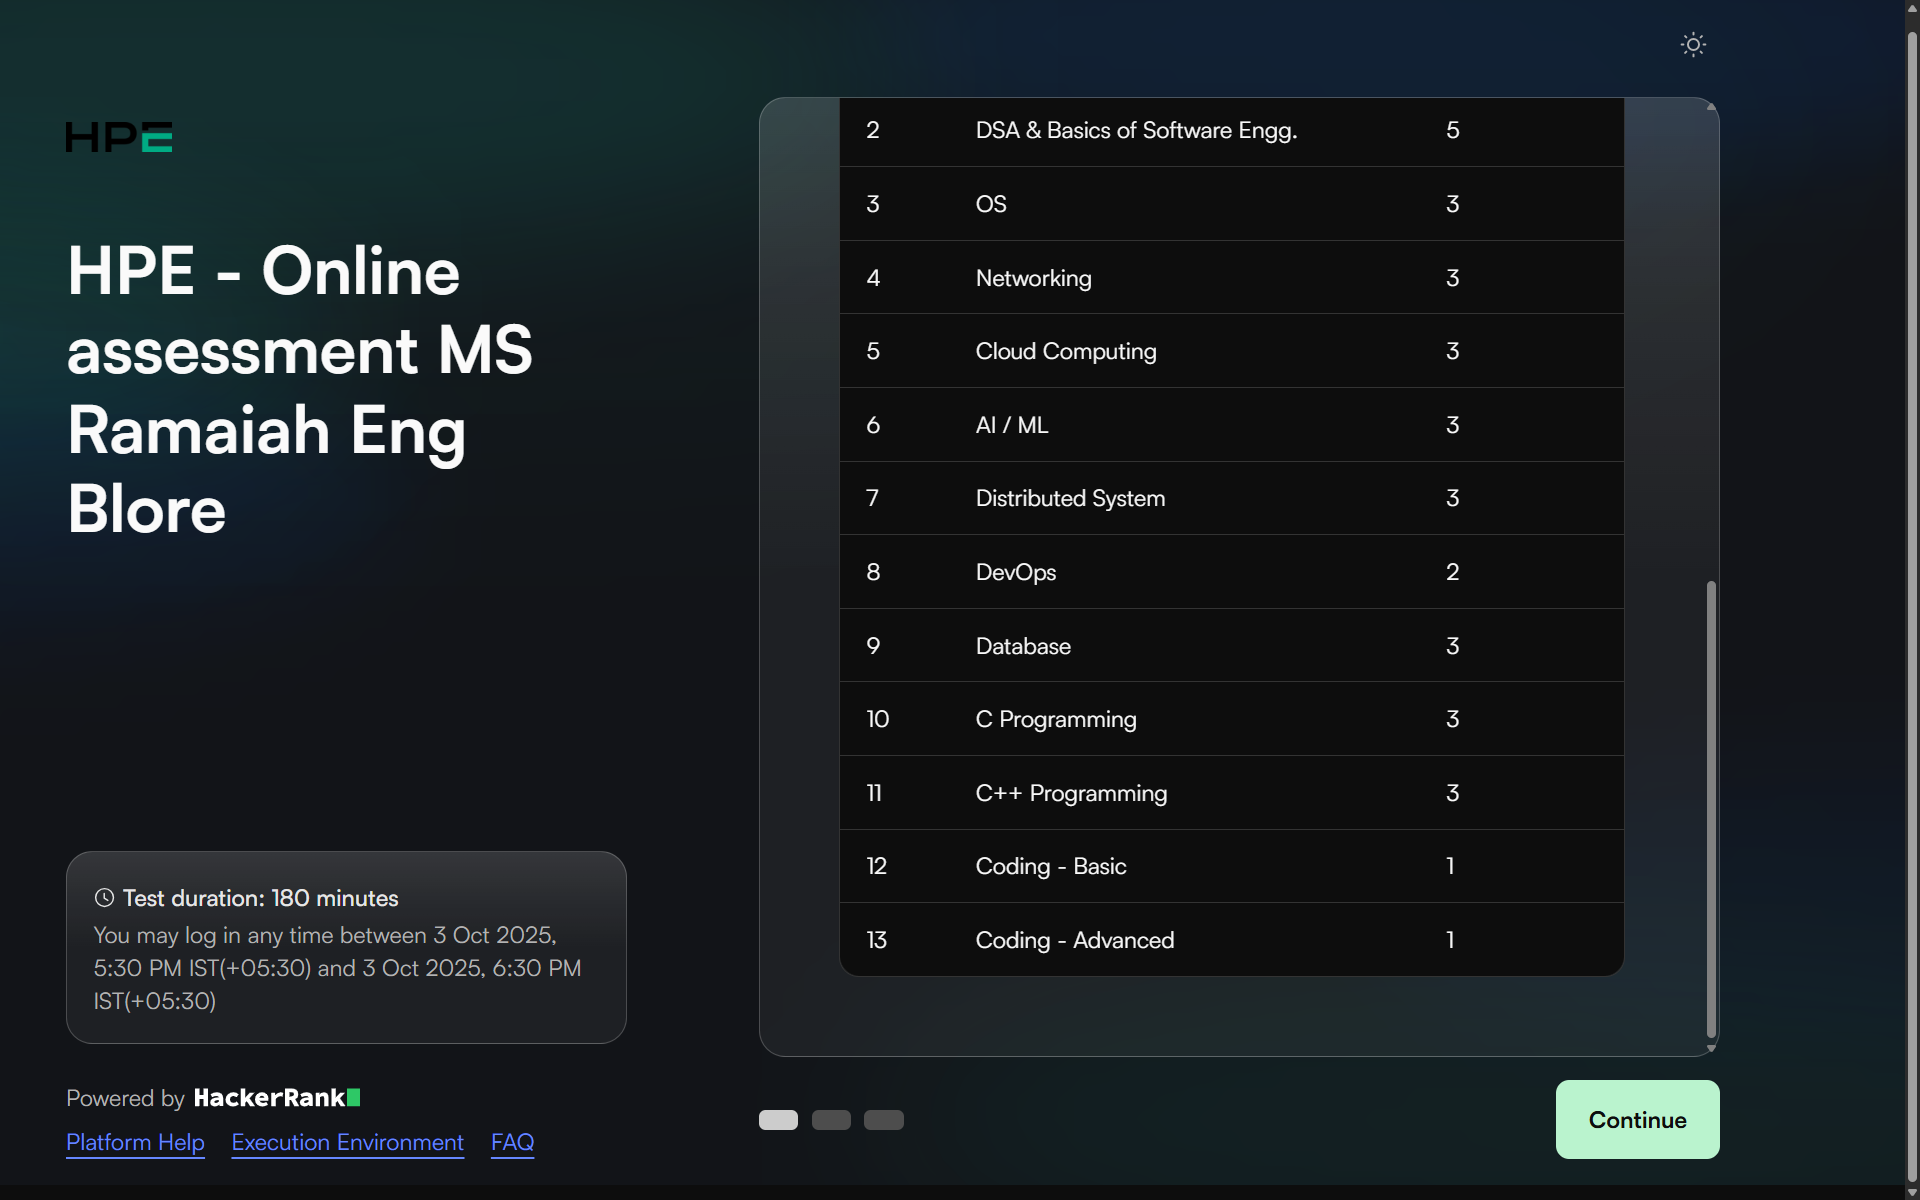 HPE
HPE - Online
assessment MS
Ramaiah Eng
Blore
Test duration: 180 minutes
You may log in any time between 3 Oct 2025,
5:30 PM IST(+05:30) and 3 Oct 2025, 6:30 PM
IST(+05:30)
Powered by HackerRank
Platform Help Execution Environment FAQ
2 DSA & Basics of Software Engg. 5
3 OS 3
4 Networking 3
5 Cloud Computing 3
6 AI / ML 3
7 Distributed System 3
8 DevOps 2
9 Database 3
10 C Programming 3
11 C++ Programming 3
12 Coding - Basic 1
13 Coding - Advanced 1
Continue